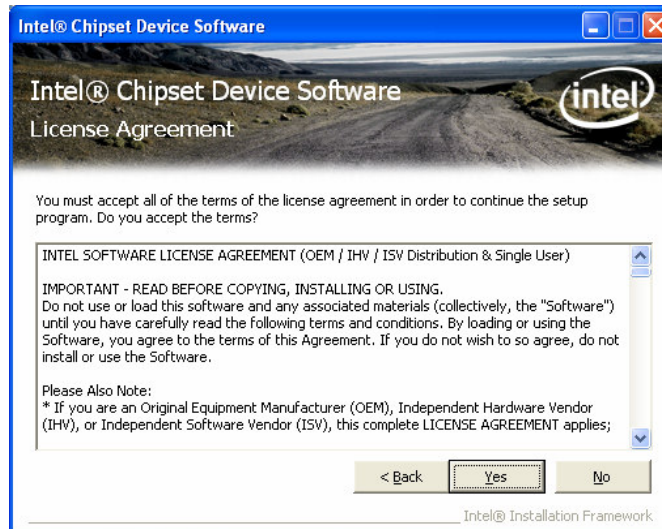 Intel® Chipset Device Software
Intel® Chipset Device Software
intel
License Agreement
You must accept all of the terms of the license agreement in order to continue the setup
program. Do you accept the terms?
INTEL SOFTWARE LICENSE AGREEMENT (OEM / IHV / ISV Distribution & Single User)
IMPORTANT - READ BEFORE COPYING, INSTALLING OR USING.
Do not use or load this software and any associated materials (collectively, the "Software")
until you have carefully read the following terms and conditions. By loading or using the
Software, you agree to the terms of this Agreement. If you do not wish to so agree, do not
install or use the Software.
Please Also Note:
* If you are an Original Equipment Manufacturer (OEM), Independent Hardware Vendor
(IHV), or Independent Software Vendor (ISV), this complete LICENSE AGREEMENT applies;
< Back Yes No
Intel® Installation Framework